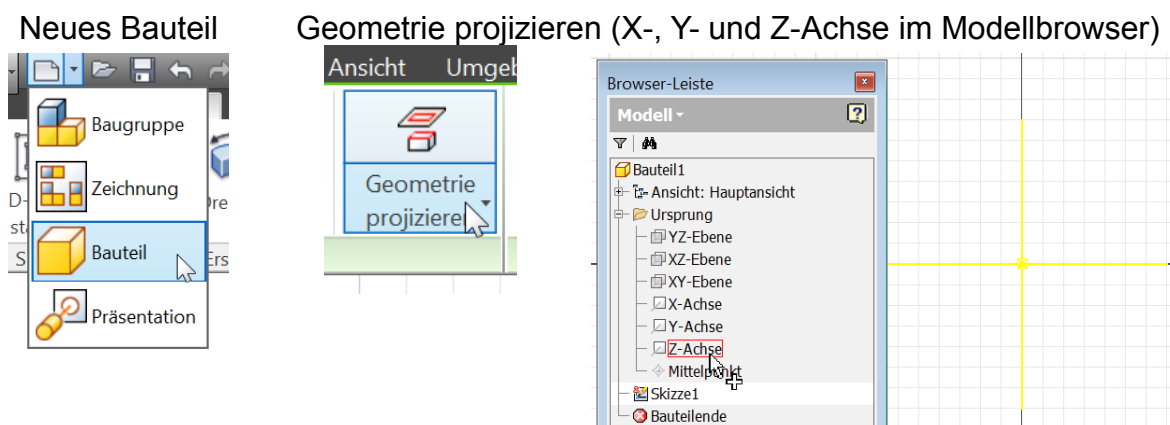 Neues Bauteil
Geometrie projizieren (X-, Y- und Z-Achse im Modellbrowser)
Baugruppe
Zeichnung
Bauteil
Präsentation
Ansicht
Geometrie
projizieren
Browser-Leiste
Modell
Bauteil1
Ansicht: Hauptansicht
Ursprung
YZ-Ebene
XZ-Ebene
XY-Ebene
X-Achse
Y-Achse
Z-Achse
Mittelpunkt
Skizze1
Bauteilende